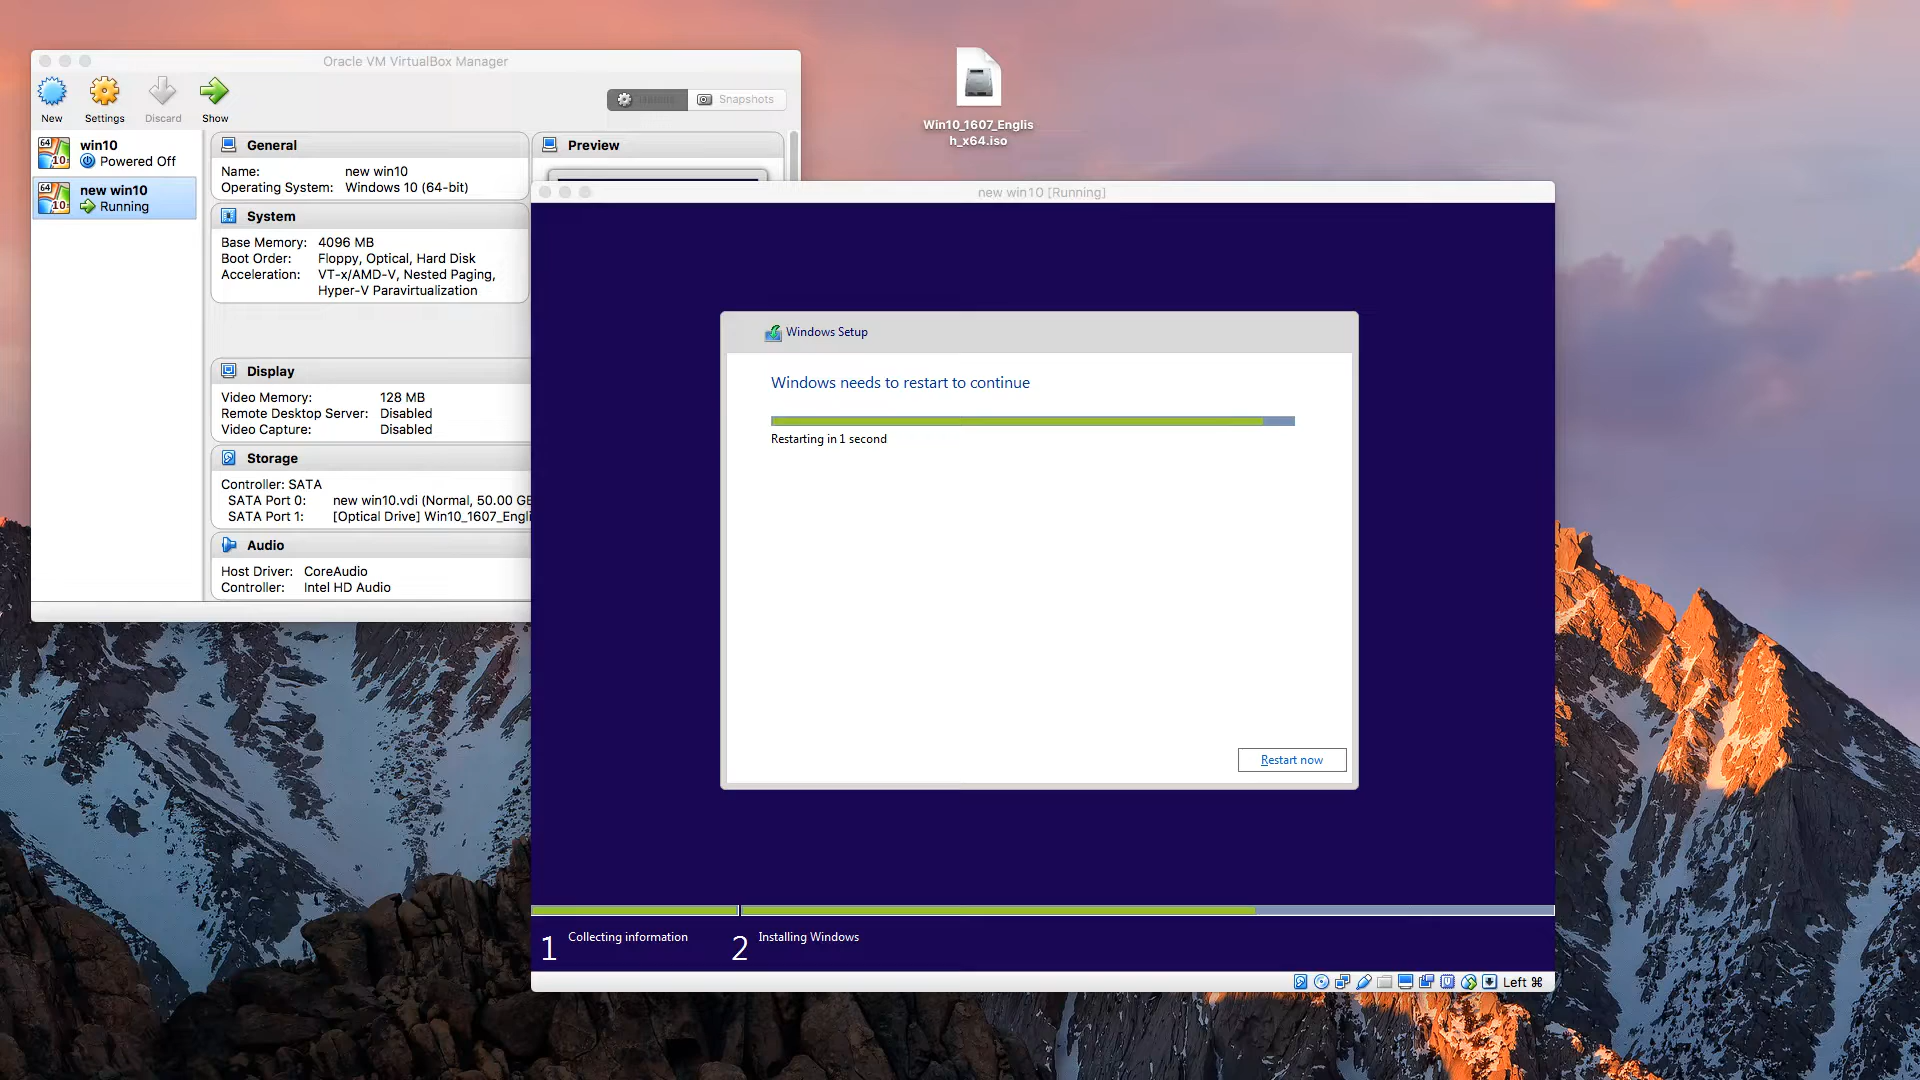 Oracle VM VirtualBox Manager
New
Settings
Discard
Show
Snapshots
win10
Powered Off
new win10
Running
General
Name: new win10
Operating System: Windows 10 (64-bit)
System
Base Memory: 4096 MB
Boot Order: Floppy, Optical, Hard Disk
Acceleration: VT-x/AMD-V, Nested Paging,
Hyper-V Paravirtualization
Display
Video Memory: 128 MB
Remote Desktop Server: Disabled
Video Capture: Disabled
Storage
Controller: SATA
SATA Port 0: new win10.vdi (Normal, 50.00 GB
SATA Port 1: [Optical Drive] Win10_1607_Engli
Audio
Host Driver: CoreAudio
Controller: Intel HD Audio
Preview
Win10_1607_Englis
h_x64.iso
new win10 [Running]
Windows Setup
Windows needs to restart to continue
Restarting in 1 second
Restart now
1 Collecting information
2 Installing Windows
Left ⌘